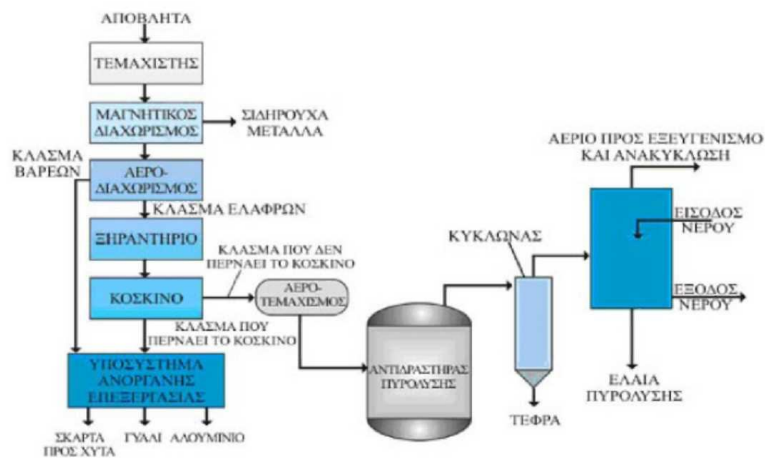 ΑΠΟΒΛΗΤΑ
ΤΕΜΑΧΙΣΤΗΣ
ΜΑΓΝΗΤΙΚΟΣ
ΔΙΑΧΩΡΙΣΜΟΣ
ΣΙΔΗΡΟΥΧΑ
ΜΕΤΑΛΛΑ
ΚΛΑΣΜΑ
ΒΑΡΕΩΝ
ΑΕΡΟ-
ΔΙΑΧΩΡΙΣΜΟΣ
ΚΛΑΣΜΑ ΕΛΑΦΡΩΝ
ΞΗΡΑΝΤΗΡΙΟ
ΚΛΑΣΜΑ ΠΟΥ ΔΕΝ
ΠΕΡΝΑΕΙ ΤΟ ΚΟΣΚΙΝΟ
ΚΟΣΚΙΝΟ
ΑΕΡΟ-
ΤΕΜΑΧΙΣΜΟΣ
ΚΛΑΣΜΑ ΠΟΥ
ΠΕΡΝΑΕΙ ΤΟ ΚΟΣΚΙΝΟ
ΥΠΟΣΥΣΤΗΜΑ
ΑΝΟΡΓΑΝΗΣ
ΕΠΕΞΕΡΓΑΣΙΑΣ
ΣΚΑΡΤΑ
ΠΡΟΣ ΧΥΤΑ
ΓΥΑΛΙ
ΑΛΟΥΜΙΝΙΟ
ΑΝΤΙΔΡΑΣΤΗΡΑΣ
ΠΥΡΟΛΥΣΗΣ
ΚΥΚΛΩΝΑΣ
ΤΕΦΡΑ
ΑΕΡΙΟ ΠΡΟΣ ΕΞΕΥΓΕΝΙΣΜΟ
ΚΑΙ ΑΝΑΚΥΚΛΩΣΗ
ΕΙΣΟΔΟΣ
ΝΕΡΟΥ
ΕΞΟΔΟΣ
ΝΕΡΟΥ
ΕΛΑΙΑ
ΠΥΡΟΛΥΣΗΣ